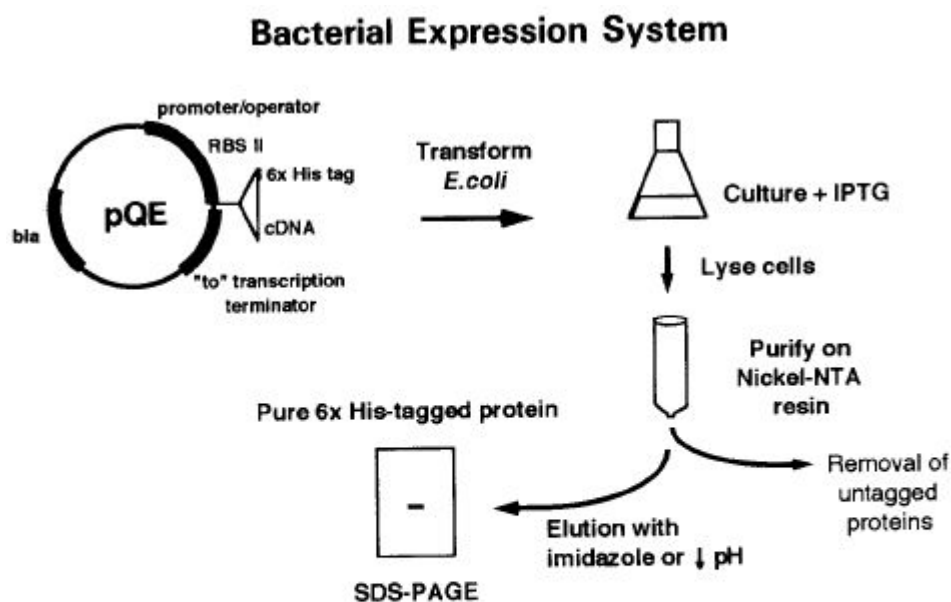 Bacterial Expression System
promoter/operator
RBS II
6x His tag
pQE
cDNA
bla
"to" transcription
terminator
Transform
E.coli
Culture + IPTG
Lyse cells
Purify on
Nickel-NTA
resin
Removal of
untagged
proteins
Elution with
imidazole or ↓ pH
Pure 6x His-tagged protein
SDS-PAGE